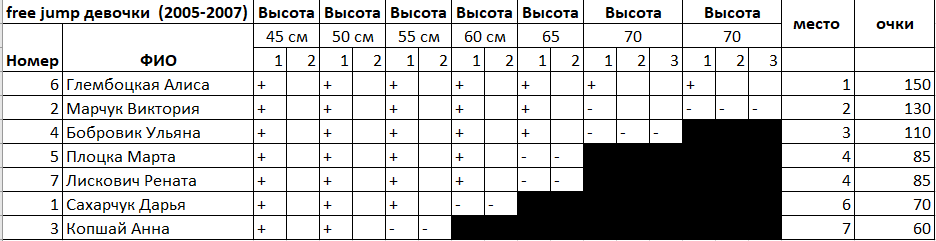 free jump девочки (2005-2007) Высота Высота Высота Высота Высота Высота Высота место очки
45 см 50 см 55 см 60 см 65 70 70
Номер ФИО 1 2 1 2 1 2 1 2 1 2 1 2 3 1 2 3
6 Глембоцкая Алиса + + + + + + + 1 150
2 Марчук Виктория + + + + + - - - - 2 130
4 Бобровик Ульяна + + + + + - - - 3 110
5 Плоцка Марта + + + + - - 4 85
7 Лискович Рената + + + + - - 4 85
1 Сахарчук Дарья + + + - - 6 70
3 Копшай Анна + + - - 7 60